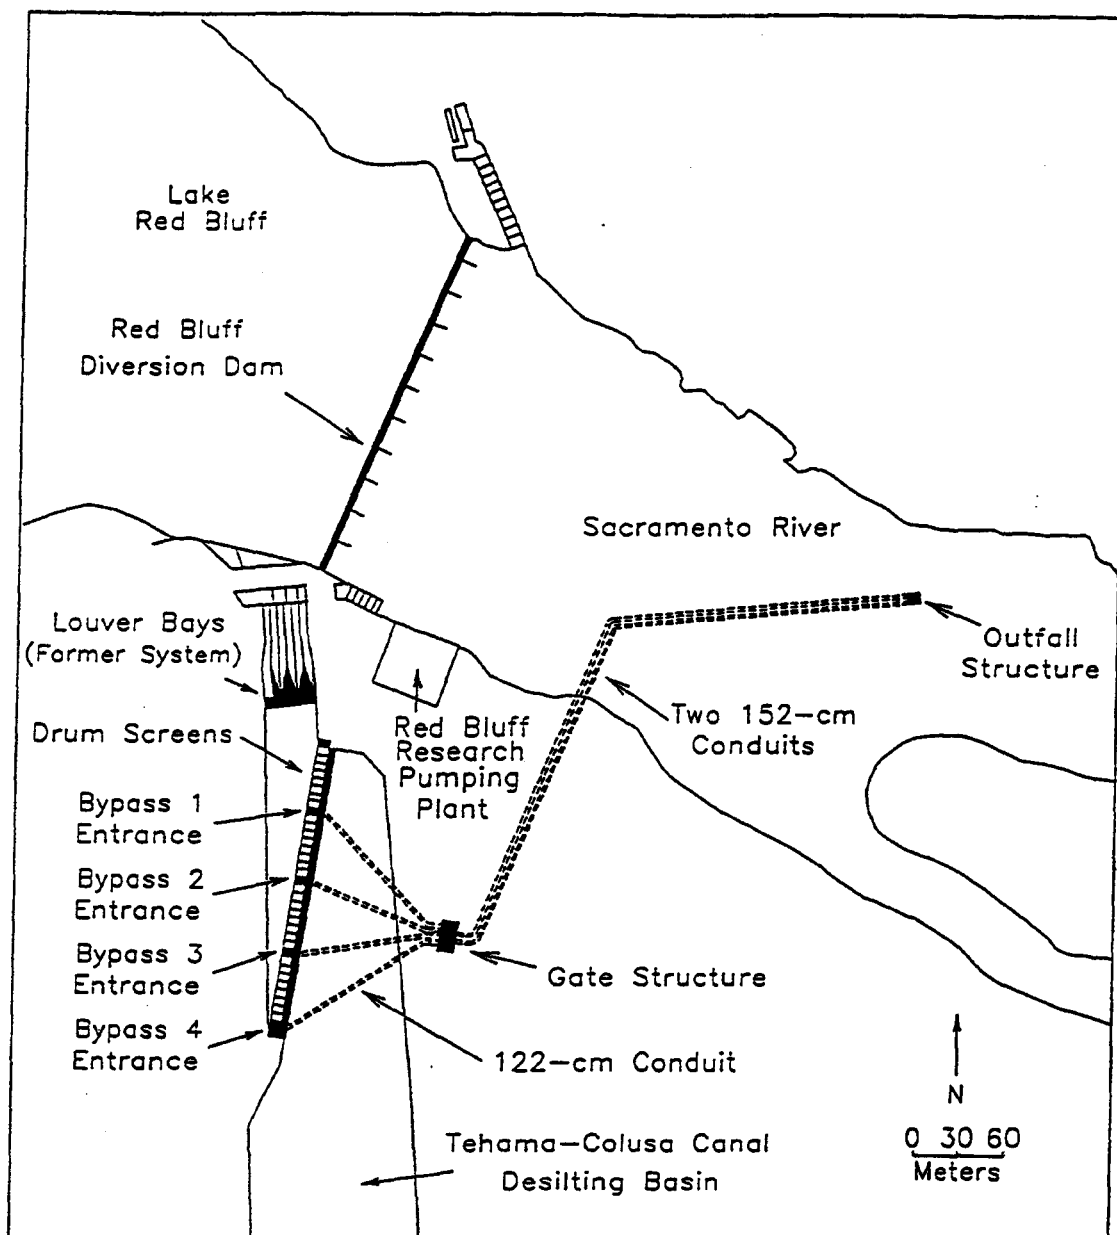 Lake
Red Bluff
Red Bluff
Diversion Dam
Sacramento River
Louver Bays
(Former System)
Outfall
Structure
Two 152-cm
Conduits
Drum Screens
Red Bluff
Research
Pumping
Plant
Bypass 1
Entrance
Bypass 2
Entrance
Bypass 3
Entrance
Gate Structure
Bypass 4
Entrance
122-cm Conduit
N
0 30 60
Meters
Tehama-Colusa Canal
Desilting Basin